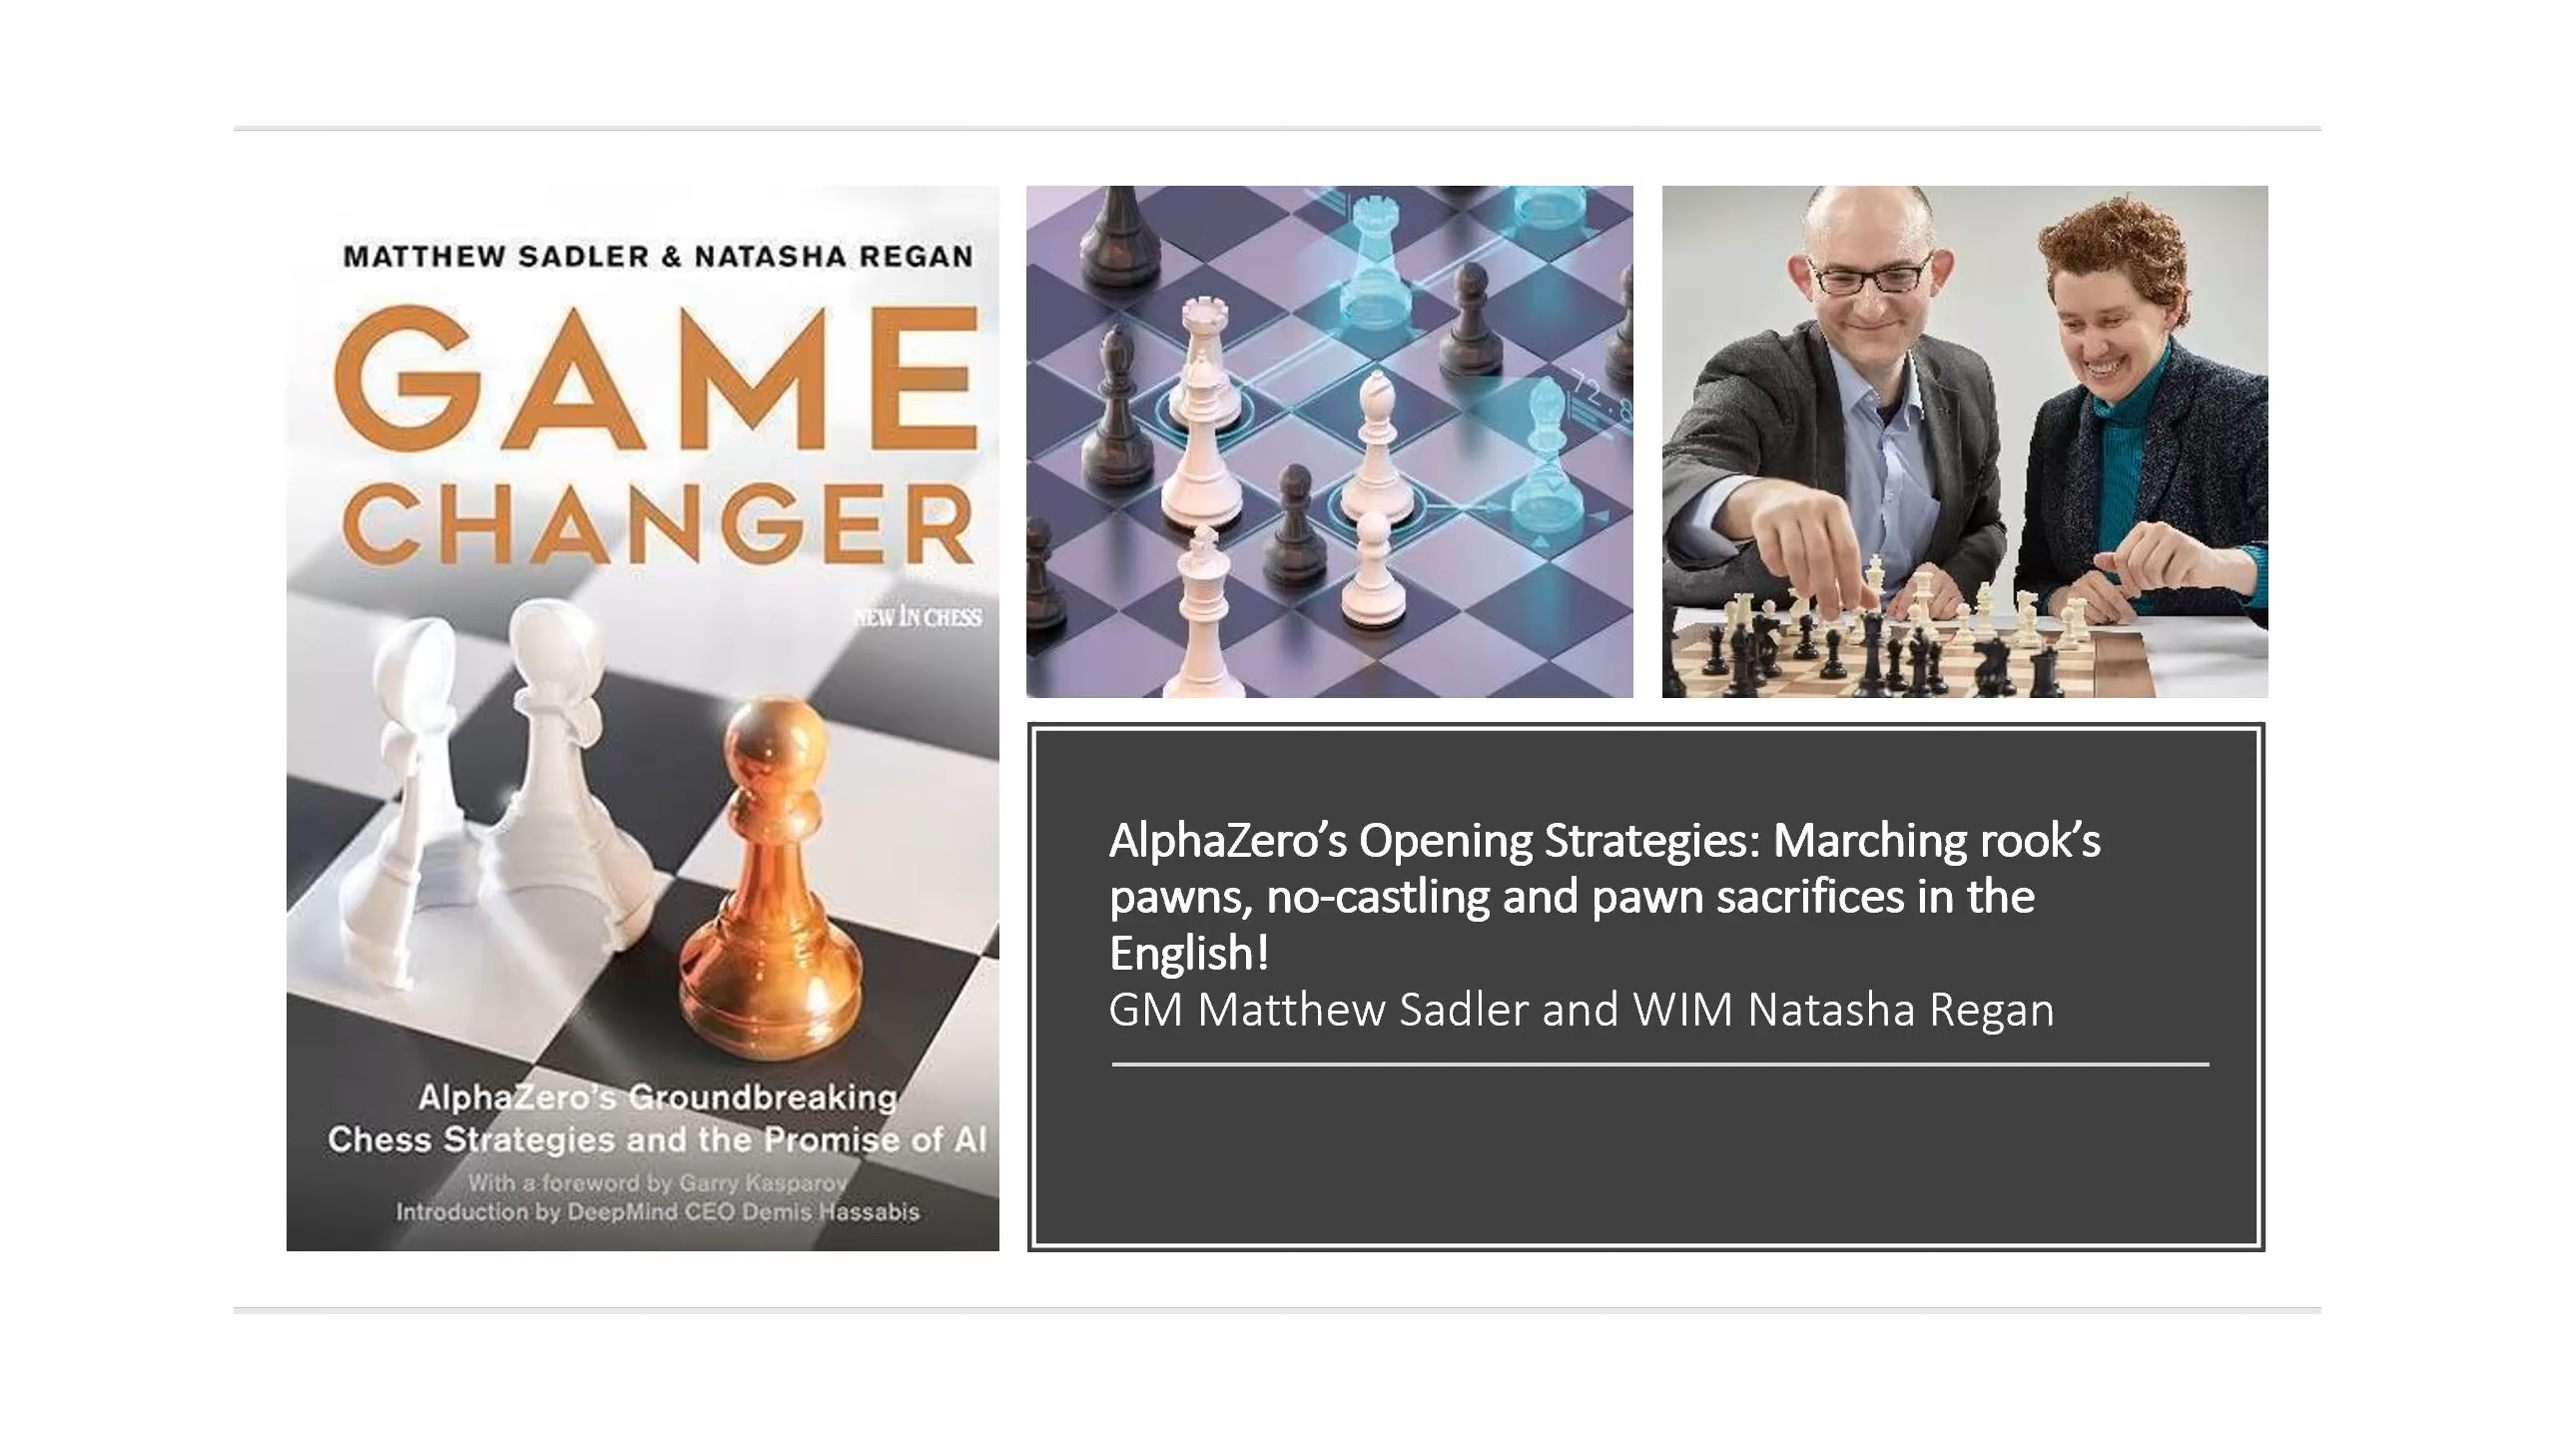 MATTHEW SADLER & NATASHA REGAN
GAME
CHANGER
NEW IN CHESS
AlphaZero's Groundbreaking
Chess Strategies and the Promise of AI
With a foreword by Garry Kasparov
Introduction by DeepMind CEO Demis Hassabis
72.8
AlphaZero’s Opening Strategies: Marching rook’s
pawns, no-castling and pawn sacrifices in the
English!
GM Matthew Sadler and WIM Natasha Regan